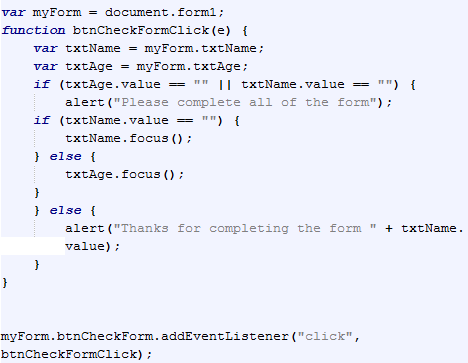 var myForm = document.form1;
function btnCheckFormClick(e) {
    var txtName = myForm.txtName;
    var txtAge = myForm.txtAge;
    if (txtAge.value == "" || txtName.value == "") {
        alert("Please complete all of the form");
    if (txtName.value == "") {
        txtName.focus();
    } else {
        txtAge.focus();
    }
    } else {
        alert("Thanks for completing the form " + txtName.
        value);
    }
}
myForm.btnCheckForm.addEventListener("click",
btnCheckFormClick);